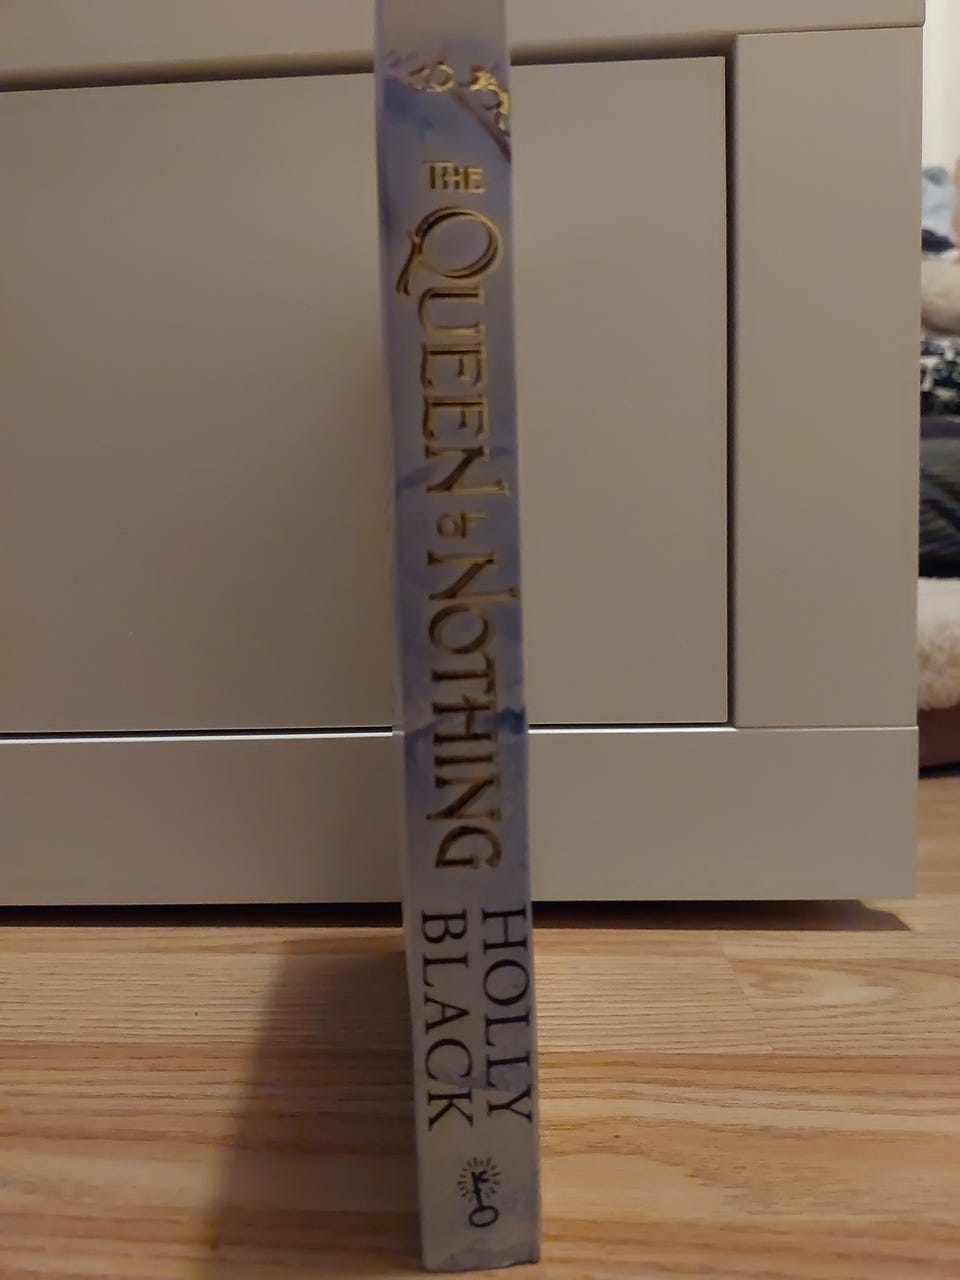 THE
QUEEN of NOTHING
HOLLY
BLACK